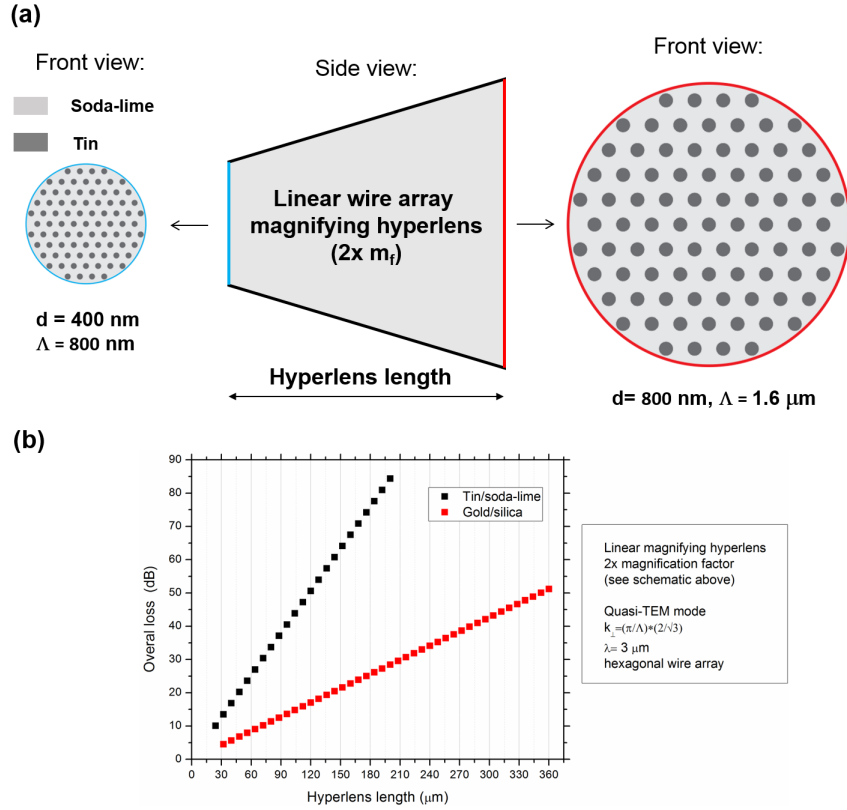 (a)
Front view:
Side view:
Front view:
Soda-lime
Tin
Linear wire array
magnifying hyperlens
(2x m_f)
d = 400 nm
Λ = 800 nm
Hyperlens length
d= 800 nm, Λ = 1.6 μm
(b)
90
80
70
60
50
40
30
20
10
0
Overal loss (dB)
Tin/soda-lime
Gold/silica
0 30 60 90 120 150 180 210 240 270 300 330 360
Hyperlens length (μm)
Linear magnifying hyperlens
2x magnification factor
(see schematic above)
Quasi-TEM mode
k_⊥=(π/Λ)*(2/√3)
λ= 3 μm
hexagonal wire array